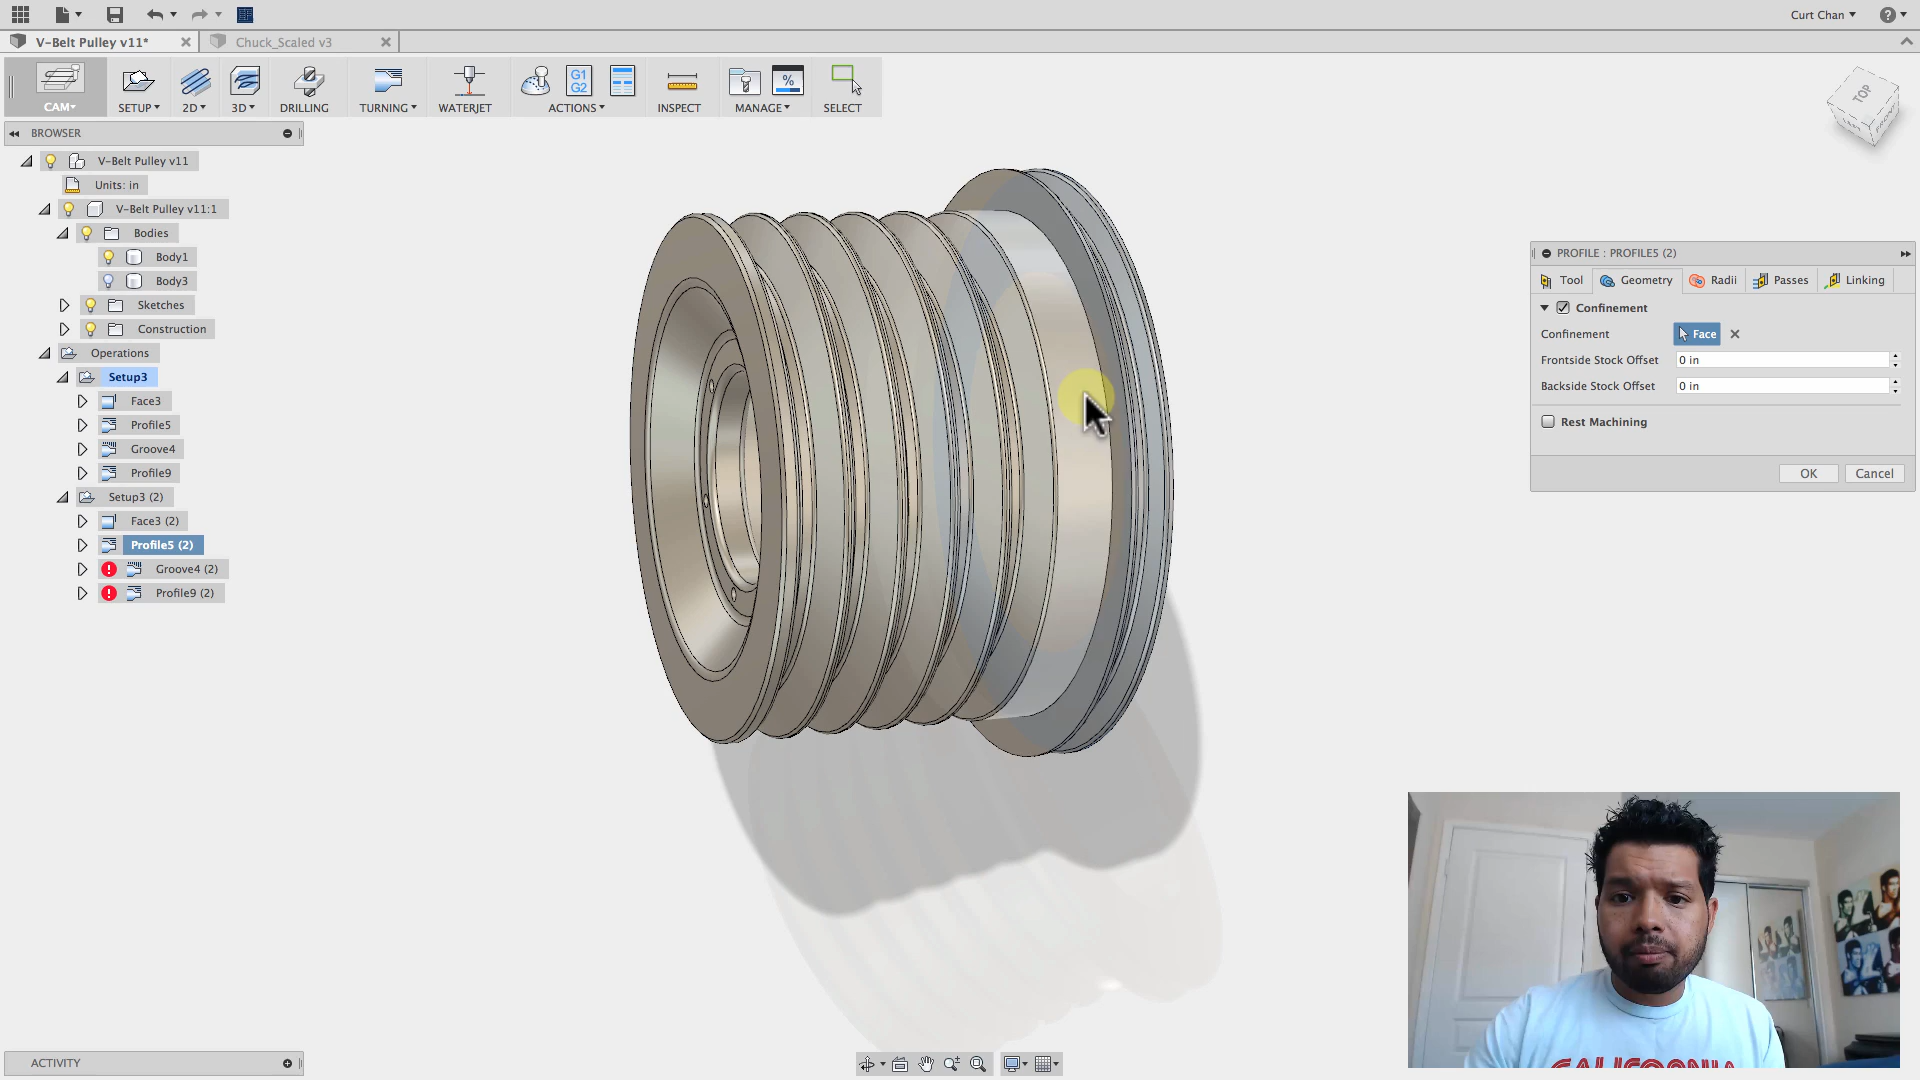 Curt Chan
V-Belt Pulley v11*
Chuck_Scaled v3
CAM
SETUP
2D
3D
DRILLING
TURNING
WATERJET
G1
G2
ACTIONS
INSPECT
%
MANAGE
SELECT
TOP
BROWSER
V-Belt Pulley v11
Units: in
V-Belt Pulley v11:1
Bodies
Body1
Body3
Sketches
Construction
Operations
Setup3
Face3
Profile5
Groove4
Profile9
Setup3 (2)
Face3 (2)
Profile5 (2)
Groove4 (2)
Profile9 (2)
PROFILE : PROFILE5 (2)
Tool
Geometry
Radii
Passes
Linking
Confinement
Confinement
Face
Frontside Stock Offset
0 in
Backside Stock Offset
0 in
Rest Machining
OK
Cancel
CALIFORNIA
ACTIVITY